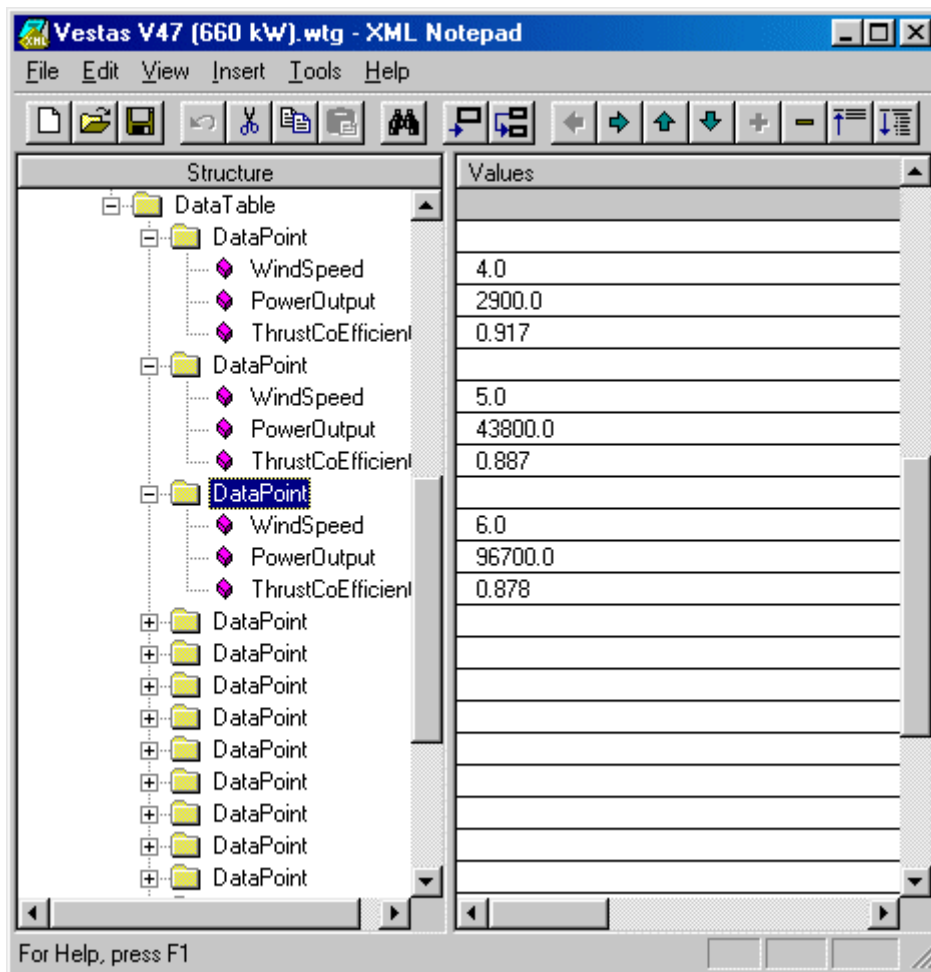 Vestas V47 (660 kW).wtg - XML Notepad
File Edit View Insert Tools Help
Structure Values
DataTable
DataPoint
WindSpeed 4.0
PowerOutput 2900.0
ThrustCoEfficient 0.917
DataPoint
WindSpeed 5.0
PowerOutput 43800.0
ThrustCoEfficient 0.887
DataPoint
WindSpeed 6.0
PowerOutput 96700.0
ThrustCoEfficient 0.878
DataPoint
DataPoint
DataPoint
DataPoint
DataPoint
DataPoint
DataPoint
DataPoint
DataPoint
For Help, press F1